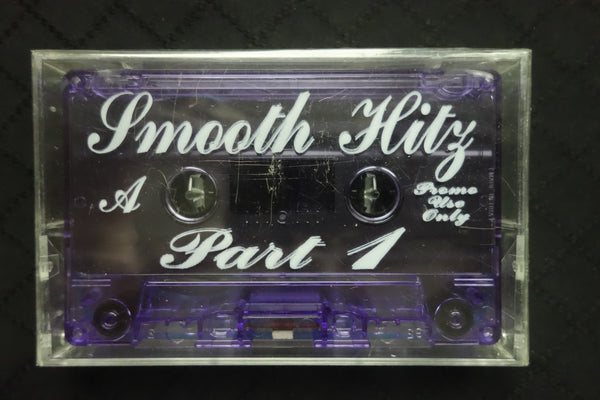 Smooth Hitz
A
Promo
Use
Only
Part 1